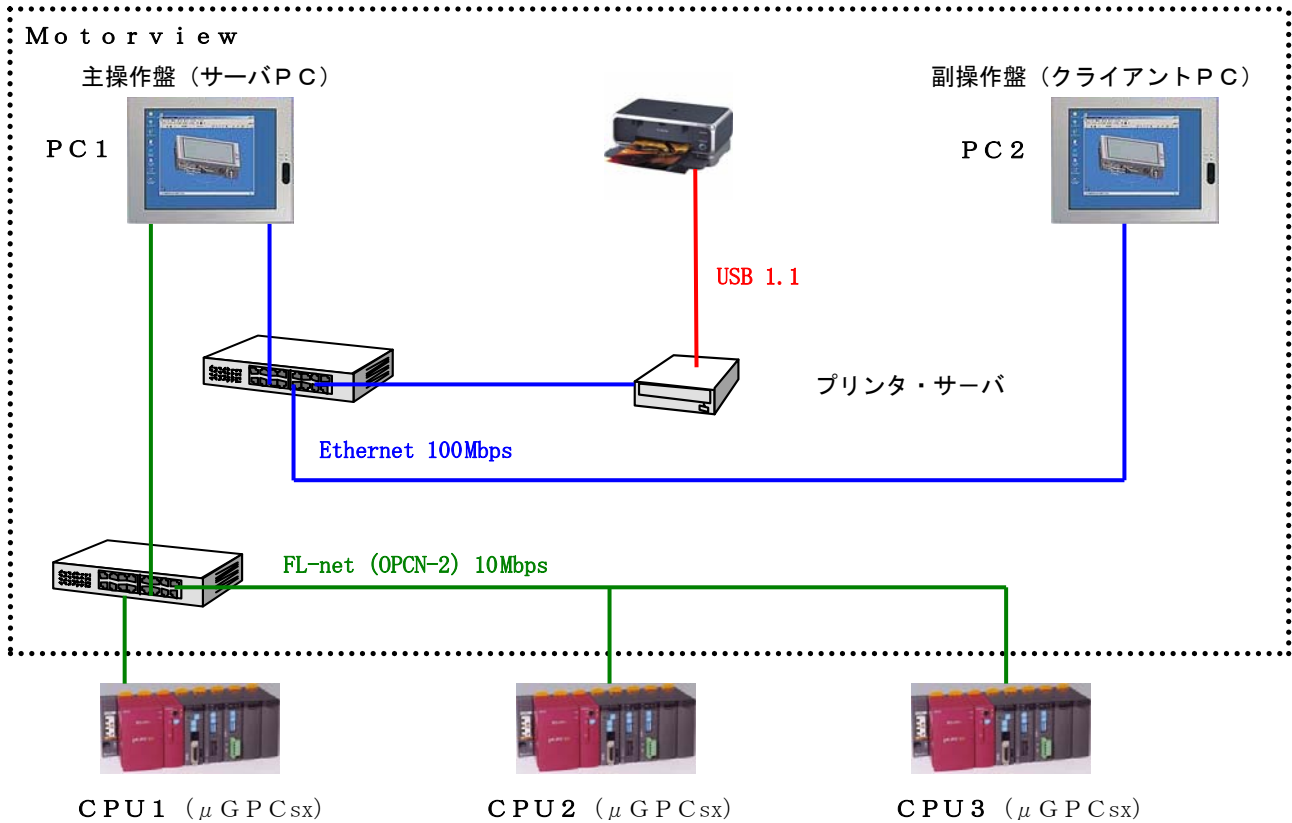 Ｍｏｔｏｒｖｉｅｗ
主操作盤（サーバＰＣ）
副操作盤（クライアントＰＣ）
ＰＣ１
ＰＣ２
USB 1.1
プリンタ・サーバ
Ethernet 100Mbps
FL-net (OPCN-2) 10Mbps
ＣＰＵ１（μＧＰＣsx）
ＣＰＵ２（μＧＰＣsx）
ＣＰＵ３（μＧＰＣsx）